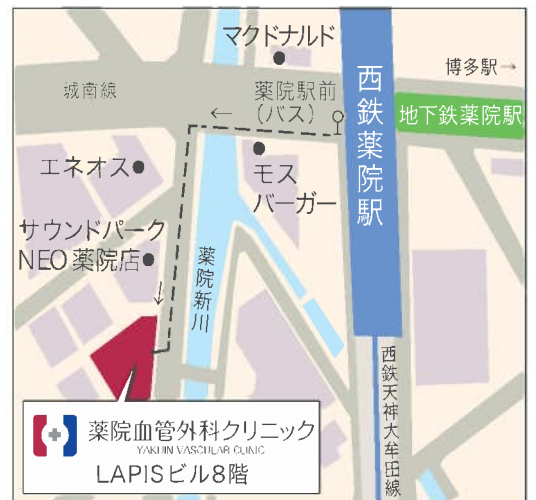 マクドナルド
博多駅→
城南線
薬院駅前
(バス)
←
西鉄薬院駅
地下鉄薬院駅
エネオス
モス
バーガー
サウンドパーク
NEO薬院店
↓
薬院新川
西鉄天神大牟田線
薬院血管外科クリニック
YAKUIN VASCULAR CLINIC
LAPISビル8階